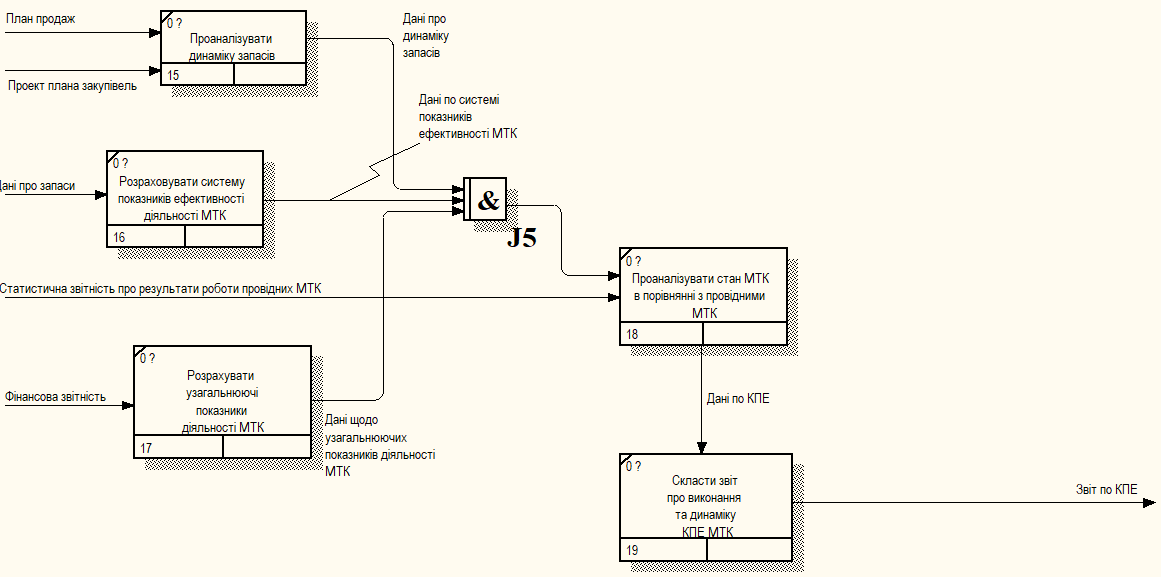 План продаж
Проект плана закупівель
0 ?
Проаналізувати
динаміку запасів
15
Дані про
динаміку
запасів
Дані по системі
показників
ефективності МТК
Дані про запаси
0 ?
Розраховувати систему
показників ефективності
діяльності МТК
16
&
J5
Статистична звітність про результати роботи провідних МТК
0 ?
Проаналізувати стан МТК
в порівнянні з провідними
МТК
18
Фінансова звітність
0 ?
Розрахувати
узагальнюючі
показники
діяльності МТК
17
Дані щодо
узагальнюючих
показників діяльності
МТК
Дані по КПЕ
0 ?
Скласти звіт
про виконання
та динаміку
КПЕ МТК
19
Звіт по КПЕ